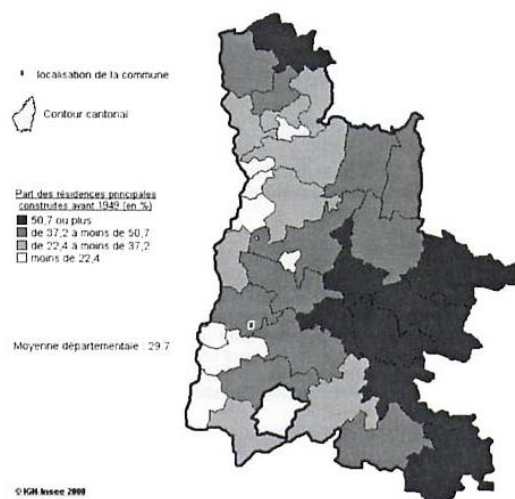 localisation de la commune
Contour cantonal
Part des résidences principales
construites avant 1949 (en %)
50,7 ou plus
de 37,2 à moins de 50,7
de 22,4 à moins de 37,2
moins de 22,4
Moyenne départementale : 29.7
© IGN Insee 2000